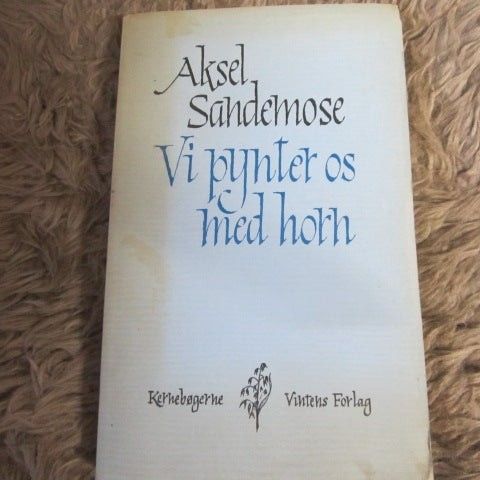 Aksel
Sandemose
Vi pynter os
med horn
Kernebøgerne Vintens Forlag